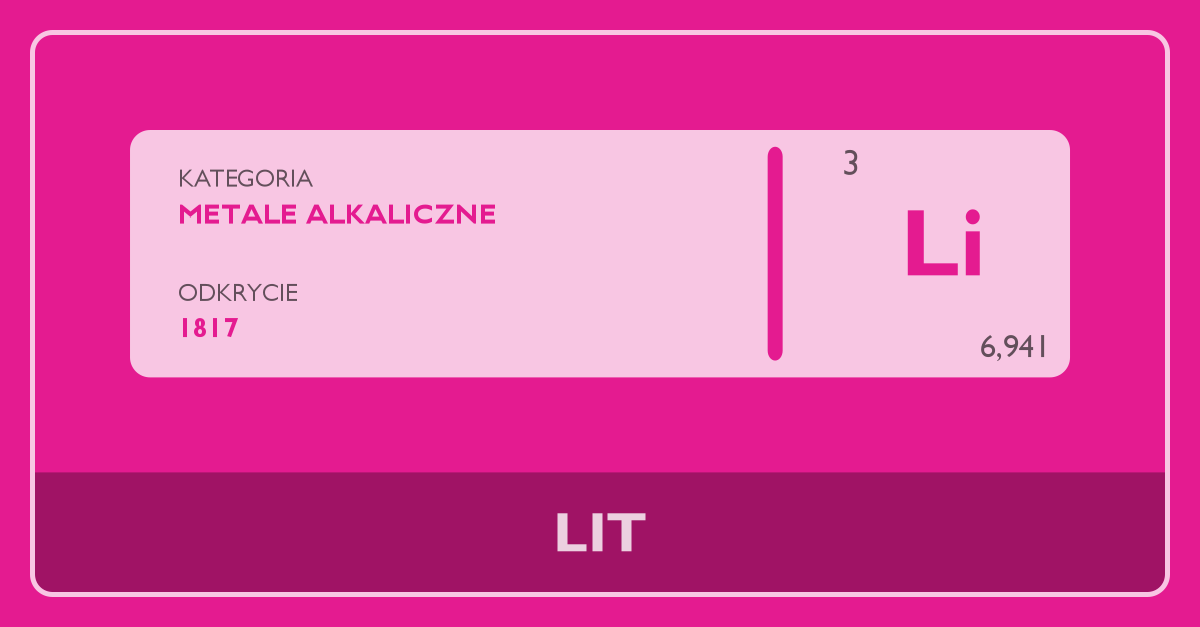 KATEGORIA
METALE ALKALICZNE
ODKRYCIE
1817
3
Li
6,941
LIT